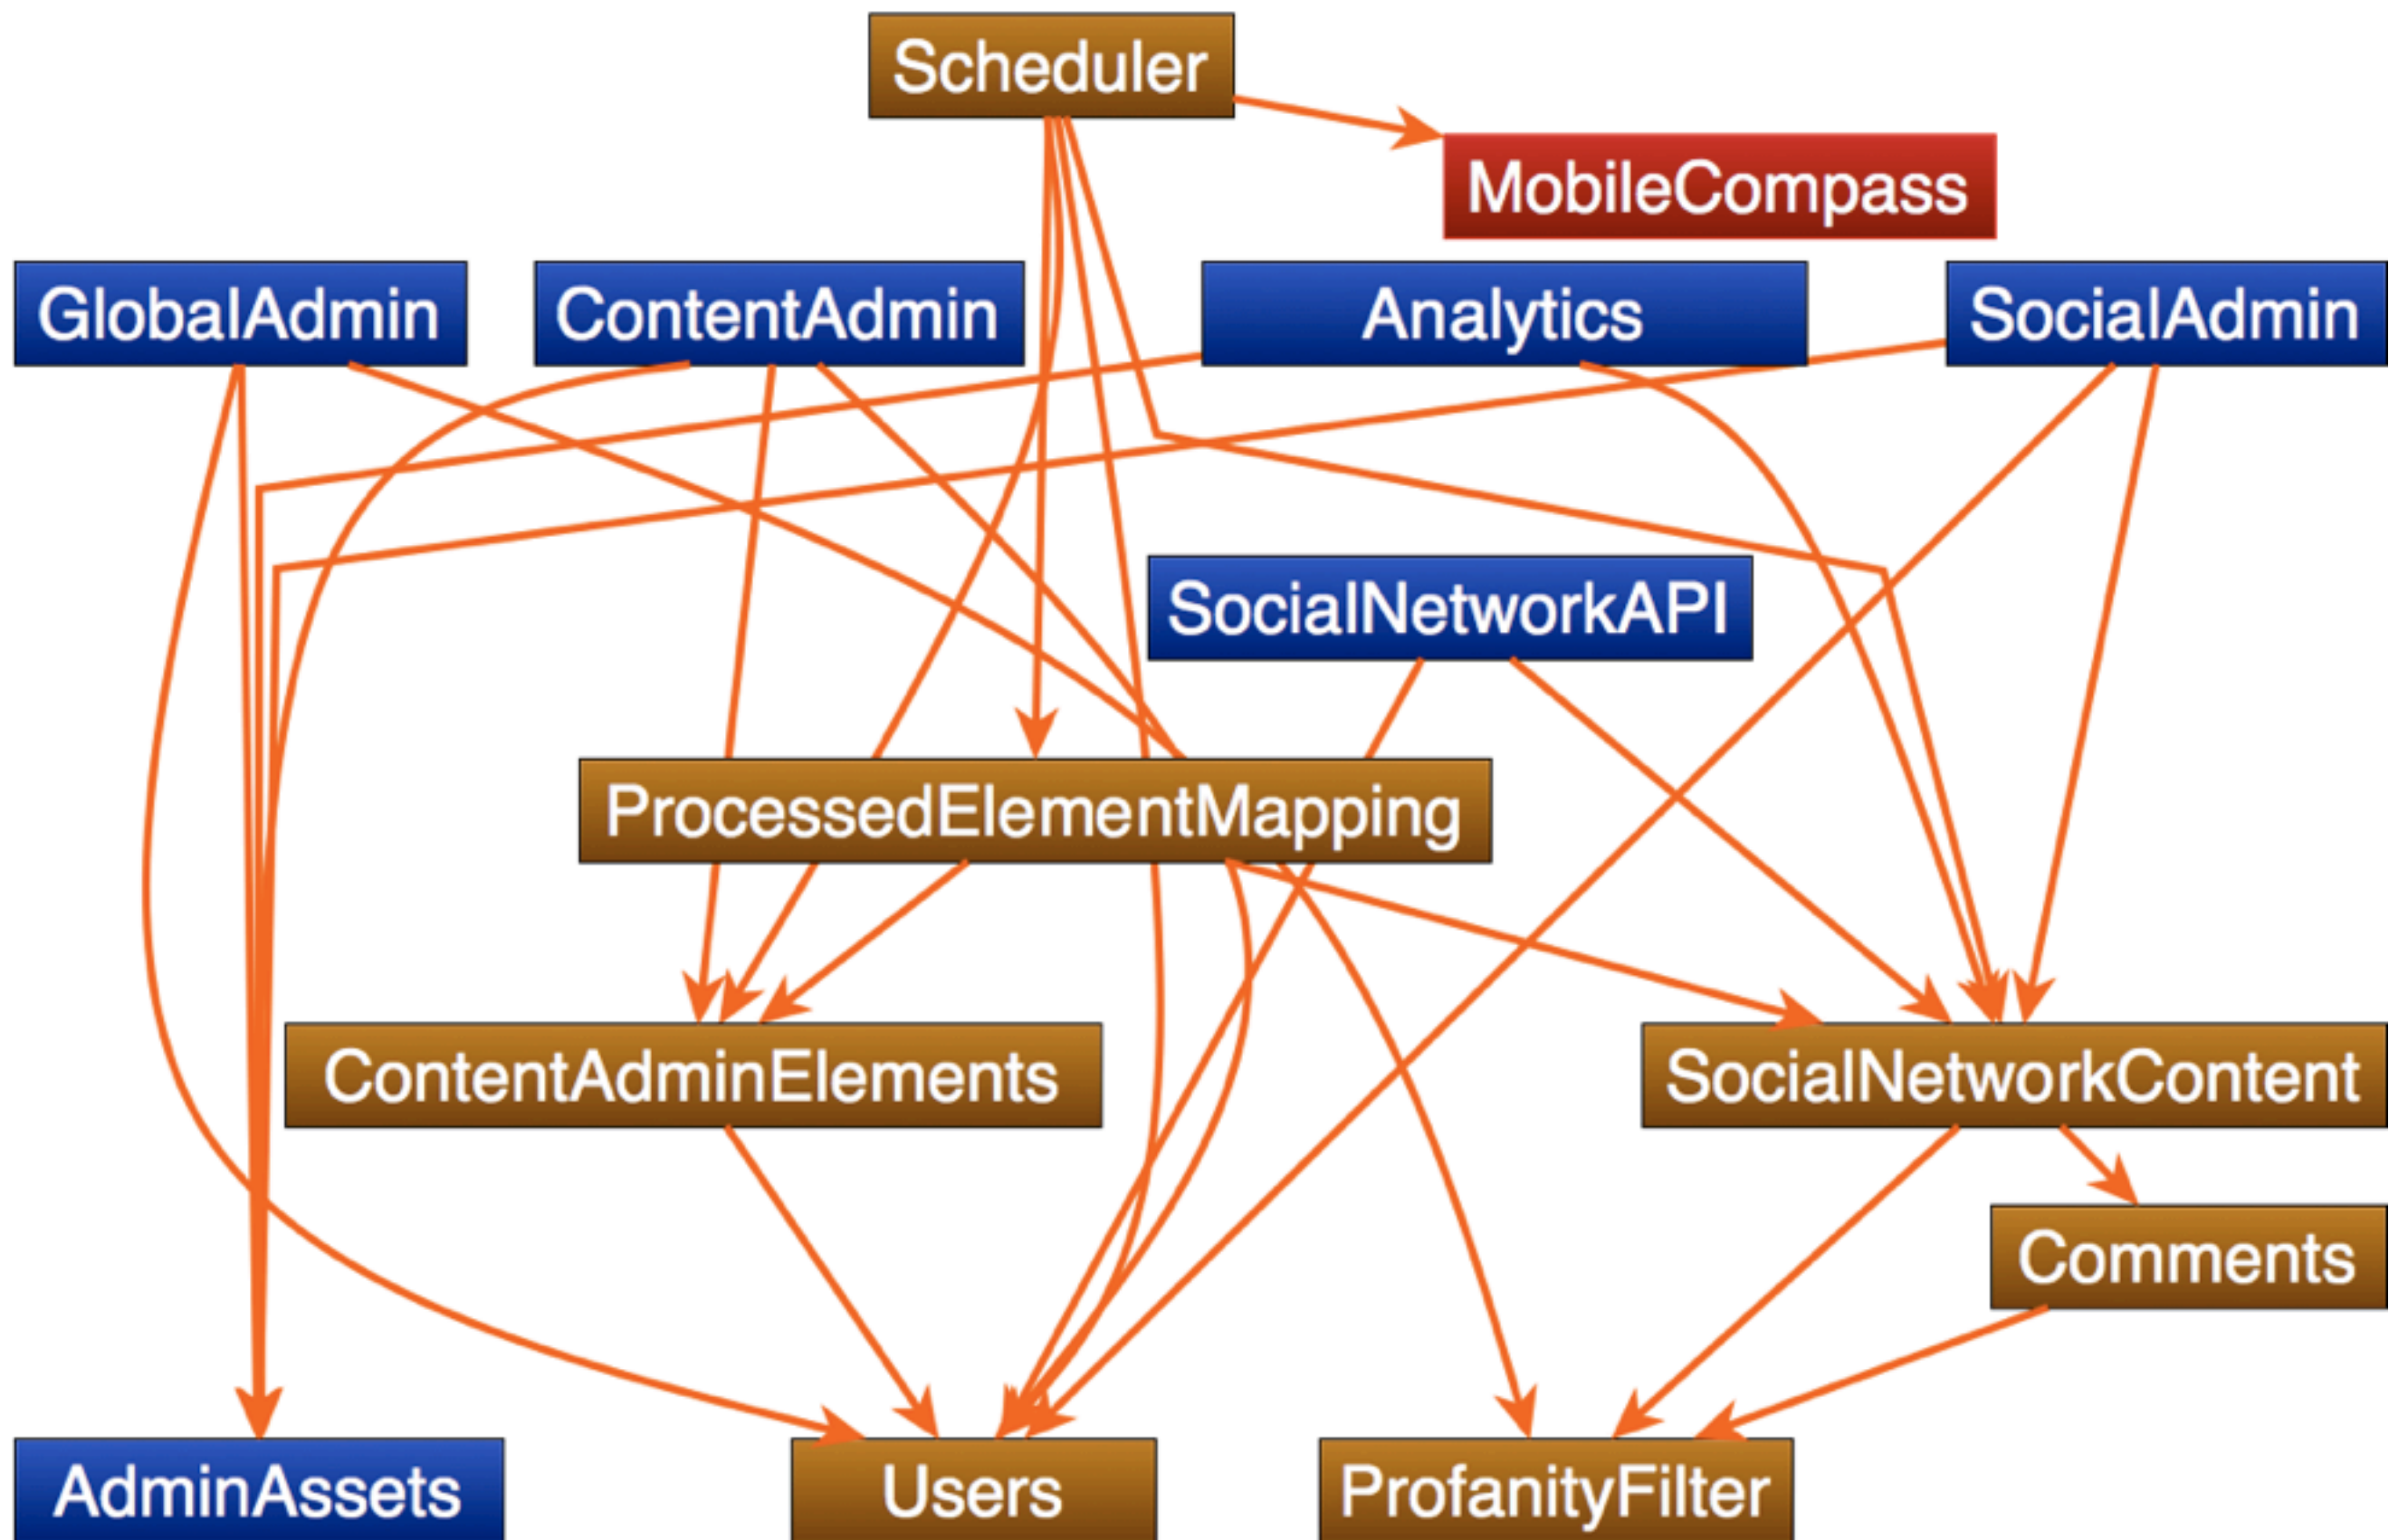 Scheduler
MobileCompass
GlobalAdmin
ContentAdmin
Analytics
SocialAdmin
SocialNetworkAPI
ProcessedElementMapping
ContentAdminElements
SocialNetworkContent
Comments
AdminAssets
Users
ProfanityFilter